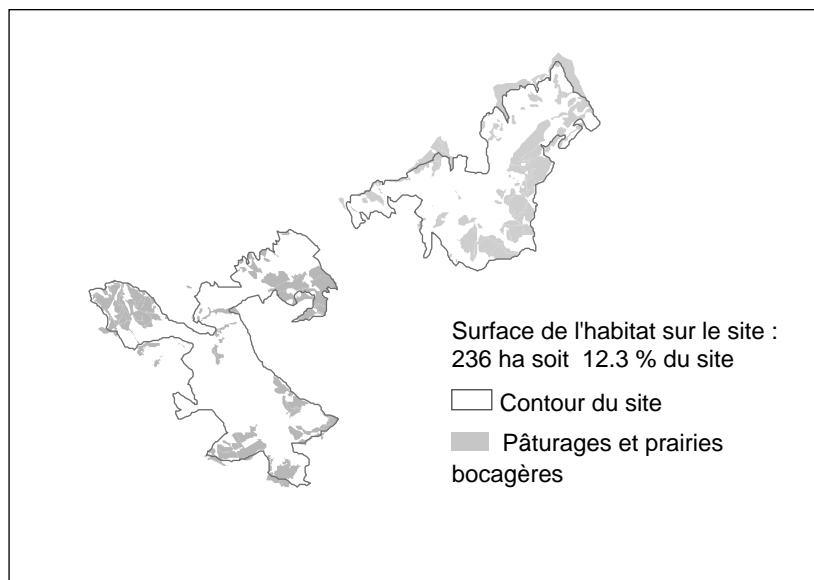 Surface de l'habitat sur le site :
236 ha soit 12.3 % du site
Contour du site
Pâturages et prairies
bocagères